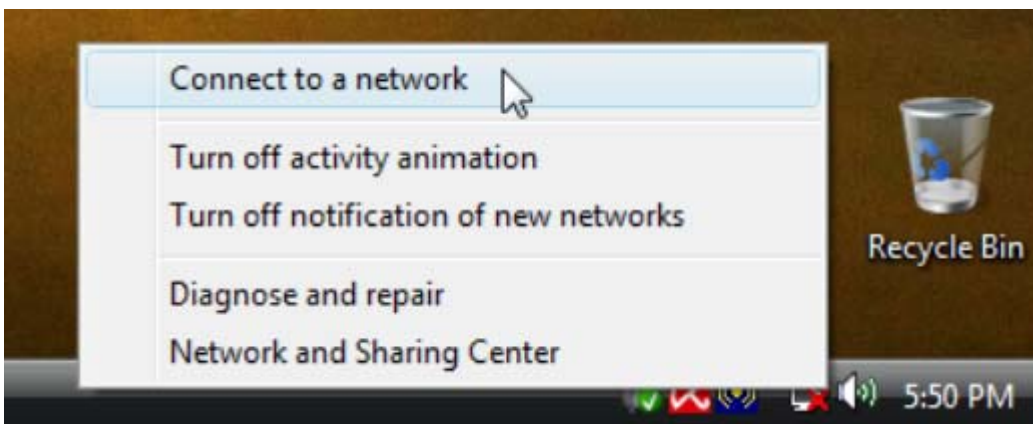 Connect to a network
Turn off activity animation
Turn off notification of new networks
Diagnose and repair
Network and Sharing Center
Recycle Bin
5:50 PM